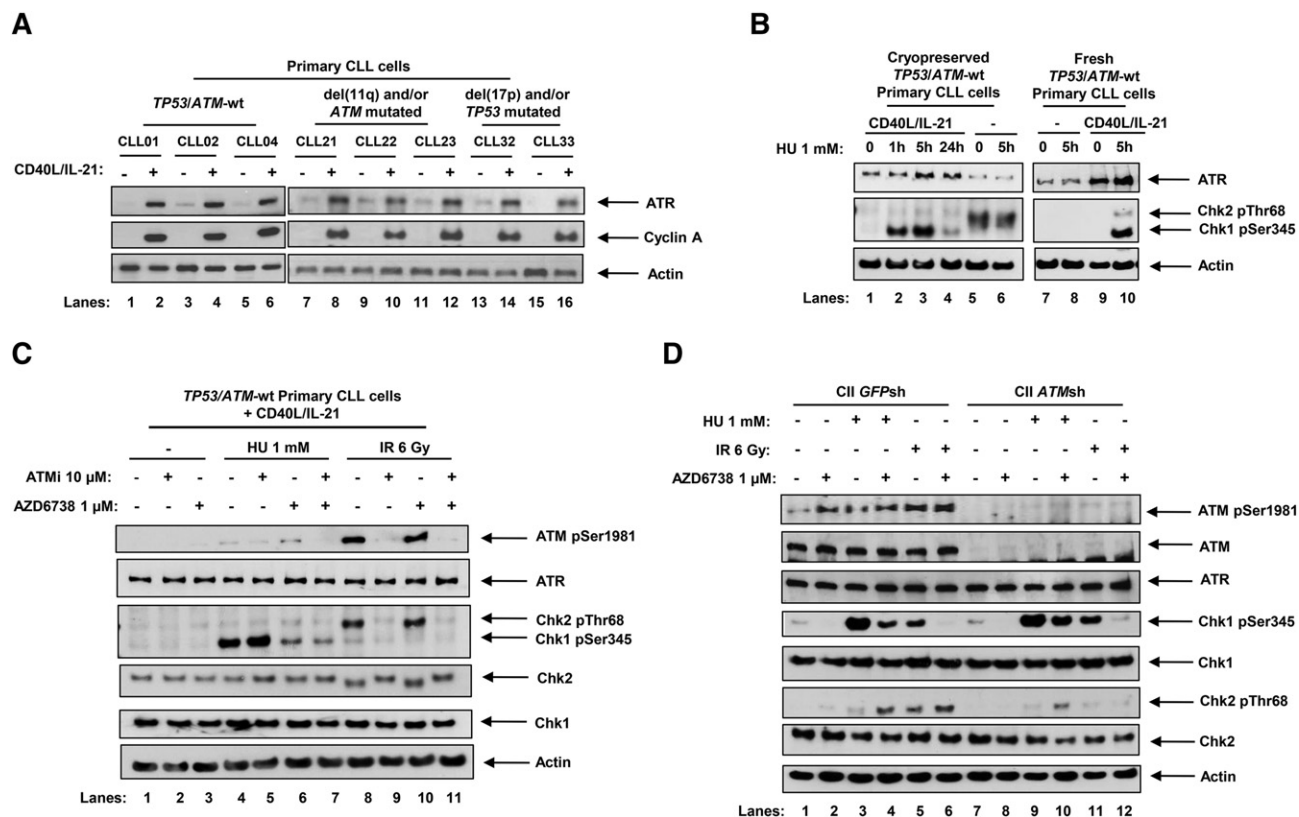 A
Primary CLL cells
TP53/ATM-wt
del(11q) and/or
ATM mutated
del(17p) and/or
TP53 mutated
CLL01 CLL02 CLL04 CLL21 CLL22 CLL23 CLL32 CLL33
CD40L/IL-21: - + - + - + - + - + - + - + - +
ATR
Cyclin A
Actin
Lanes: 1 2 3 4 5 6 7 8 9 10 11 12 13 14 15 16
B
Cryopreserved
TP53/ATM-wt
Primary CLL cells
Fresh
TP53/ATM-wt
Primary CLL cells
CD40L/IL-21 - - CD40L/IL-21
HU 1 mM: 0 1h 5h 24h 0 5h 0 5h 0 5h
ATR
Chk2 pThr68
Chk1 pSer345
Actin
Lanes: 1 2 3 4 5 6 7 8 9 10
C
TP53/ATM-wt Primary CLL cells
+ CD40L/IL-21
- HU 1 mM IR 6 Gy
ATMi 10 µM: - + - - + - + - + - +
AZD6738 1 µM: - - + - - + + - - + +
ATM pSer1981
ATR
Chk2 pThr68
Chk1 pSer345
Chk2
Chk1
Actin
Lanes: 1 2 3 4 5 6 7 8 9 10 11
D
CII GFPsh CII ATMsh
HU 1 mM: - - + + - - - - + + - -
IR 6 Gy: - - - - + + - - - - + +
AZD6738 1 µM: - + - + - + - + - + - +
ATM pSer1981
ATM
ATR
Chk1 pSer345
Chk1
Chk2 pThr68
Chk2
Actin
Lanes: 1 2 3 4 5 6 7 8 9 10 11 12